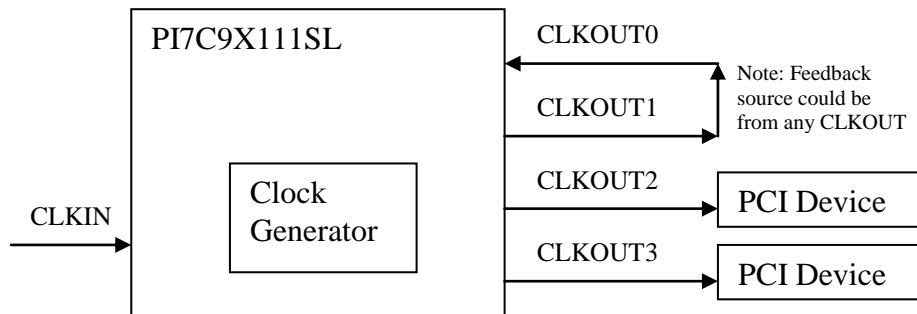 PI7C9X111SL
CLKOUT0
Note: Feedback
source could be
from any CLKOUT
CLKOUT1
CLKIN
Clock
Generator
CLKOUT2
PCI Device
CLKOUT3
PCI Device